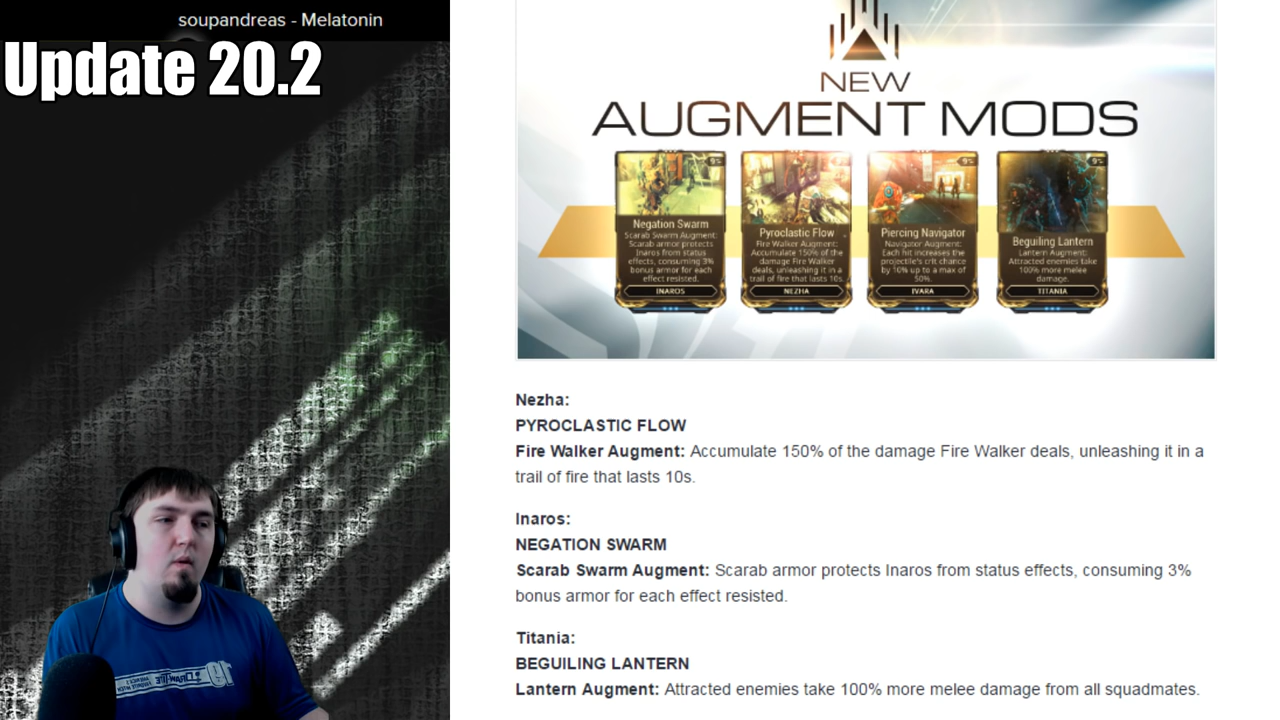 soupandreas - Melatonin
Update 20.2
NEW
AUGMENT MODS
Negation Swarm
Scarab Swarm Augment:
Scarab armor protects
Inaros from status
effects, consuming 3%
bonus armor for each
effect resisted.
INAROS
Pyroclastic Flow
Fire Walker Augment:
Accumulate 150% of the
damage Fire Walker
deals, unleashing it in a
trail of fire that lasts 10s.
NEZHA
Piercing Navigator
Navigator Augment:
Each hit increases the
projectile's crit chance
by 10% up to a max of
50%.
IVARA
Beguiling Lantern
Lantern Augment:
Attracted enemies take
100% more melee
damage.
TITANIA
Nezha:
PYROCLASTIC FLOW
Fire Walker Augment: Accumulate 150% of the damage Fire Walker deals, unleashing it in a
trail of fire that lasts 10s.
Inaros:
NEGATION SWARM
Scarab Swarm Augment: Scarab armor protects Inaros from status effects, consuming 3%
bonus armor for each effect resisted.
Titania:
BEGUILING LANTERN
Lantern Augment: Attracted enemies take 100% more melee damage from all squadmates.